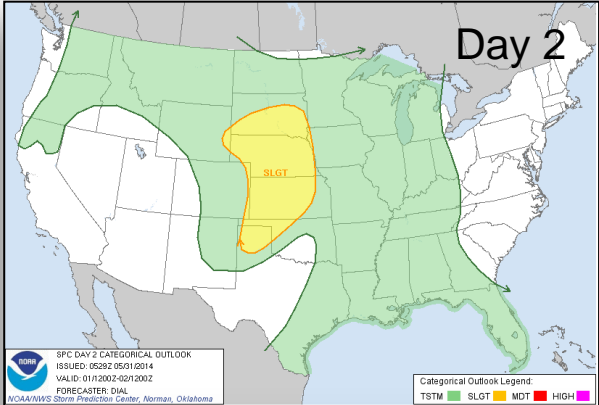 Day 2
SLGT
NOAA
SPC DAY 2 CATEGORICAL OUTLOOK
ISSUED: 0529Z 05/31/2014
VALID: 01/1200Z-02/1200Z
FORECASTER: DIAL
NOAA/NWS Storm Prediction Center, Norman, Oklahoma
Categorical Outlook Legend:
TSTM SLGT MDT HIGH